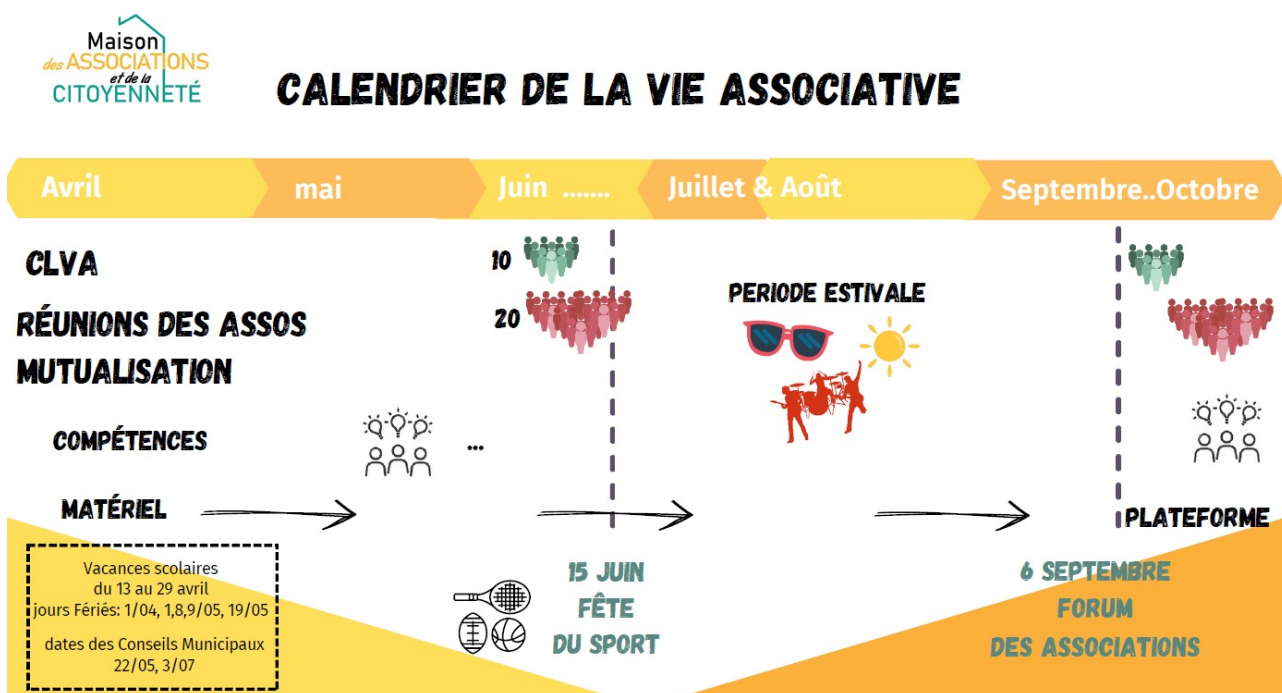 Maison
des ASSOCIATIONS
et de la
CITOYENNETÉ
CALENDRIER DE LA VIE ASSOCIATIVE
Avril
mai
Juin .......
Juillet & Août
Septembre..Octobre
CLVA
10
RÉUNIONS DES ASSOS
20
PERIODE ESTIVALE
MUTUALISATION
COMPÉTENCES
...
MATÉRIEL
PLATEFORME
Vacances scolaires
du 13 au 29 avril
jours Fériés: 1/04, 1,8,9/05, 19/05
dates des Conseils Municipaux
22/05, 3/07
15 JUIN
FÊTE
DU SPORT
6 SEPTEMBRE
FORUM
DES ASSOCIATIONS